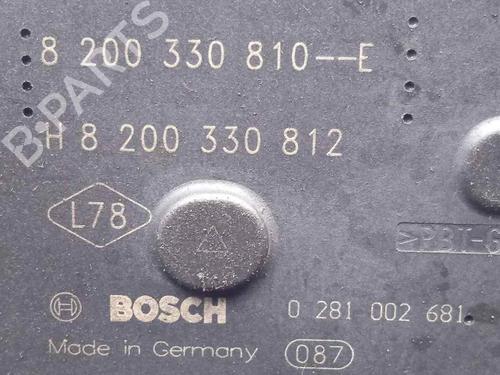 8 200 330 810--E
H 8 200 330 812
L78
BOSCH 0 281 002 681
Made in Germany 087
B-PARTS